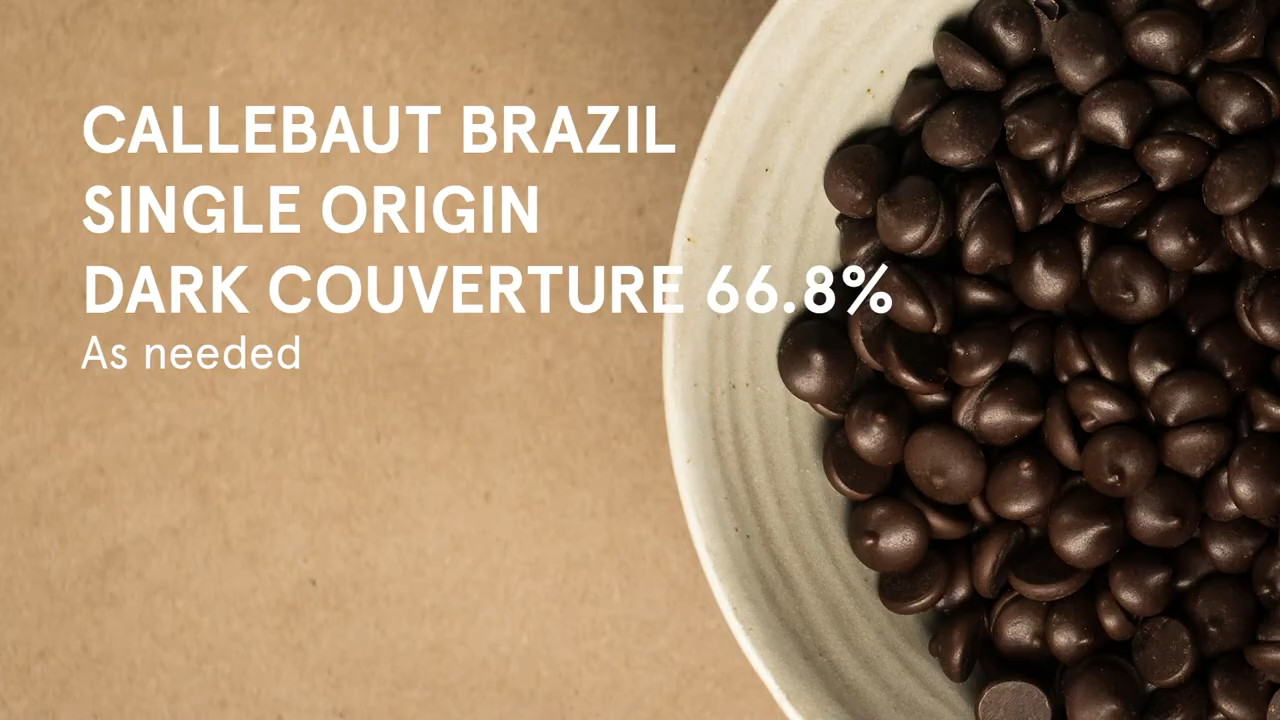 CALLEBAUT BRAZIL
SINGLE ORIGIN
DARK COUVERTURE 66.8%
As needed